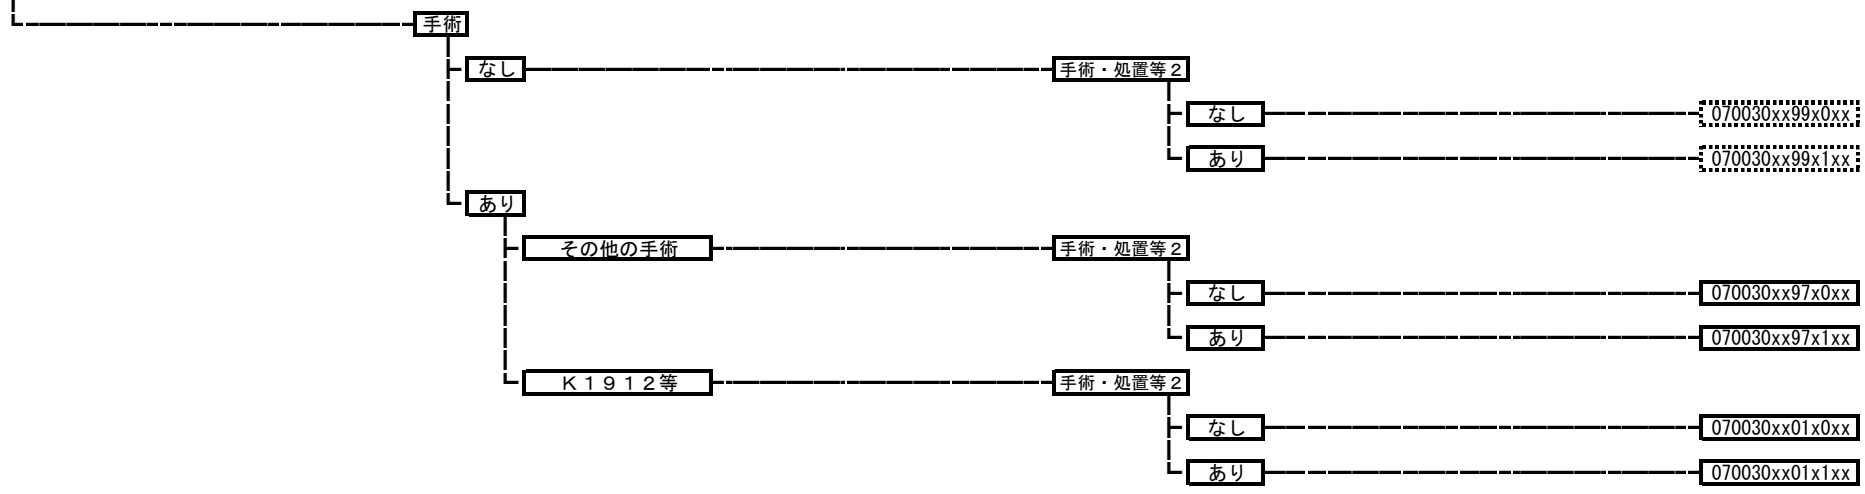 手術
なし 手術・処置等２
なし 070030xx99x0xx
あり 070030xx99x1xx
あり
その他の手術 手術・処置等２
なし 070030xx97x0xx
あり 070030xx97x1xx
Ｋ１９１２等 手術・処置等２
なし 070030xx01x0xx
あり 070030xx01x1xx